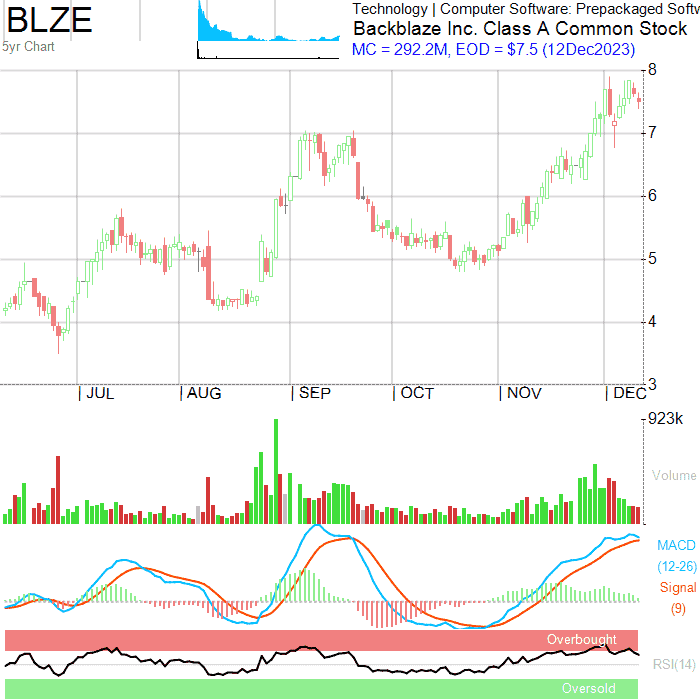 BLZE
5yr Chart
Technology | Computer Software: Prepackaged Softw
Backblaze Inc. Class A Common Stock
MC = 292.2M, EOD = $7.5 (12Dec2023)
8
7
6
5
4
3
| JUL | AUG | SEP | OCT | NOV | DEC
923k
Volume
MACD
(12-26)
Signal
(9)
Overbought
RSI(14)
Oversold